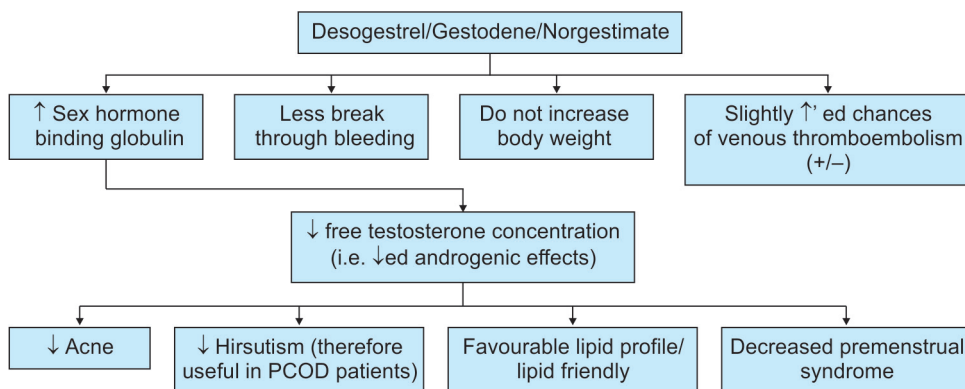 Desogestrel/Gestodene/Norgestimate
↑ Sex hormone
binding globulin
Less break
through bleeding
Do not increase
body weight
Slightly ↑’ ed chances
of venous thromboembolism
(+/–)
↓ free testosterone concentration
(i.e. ↓ed androgenic effects)
↓ Acne
↓ Hirsutism (therefore
useful in PCOD patients)
Favourable lipid profile/
lipid friendly
Decreased premenstrual
syndrome